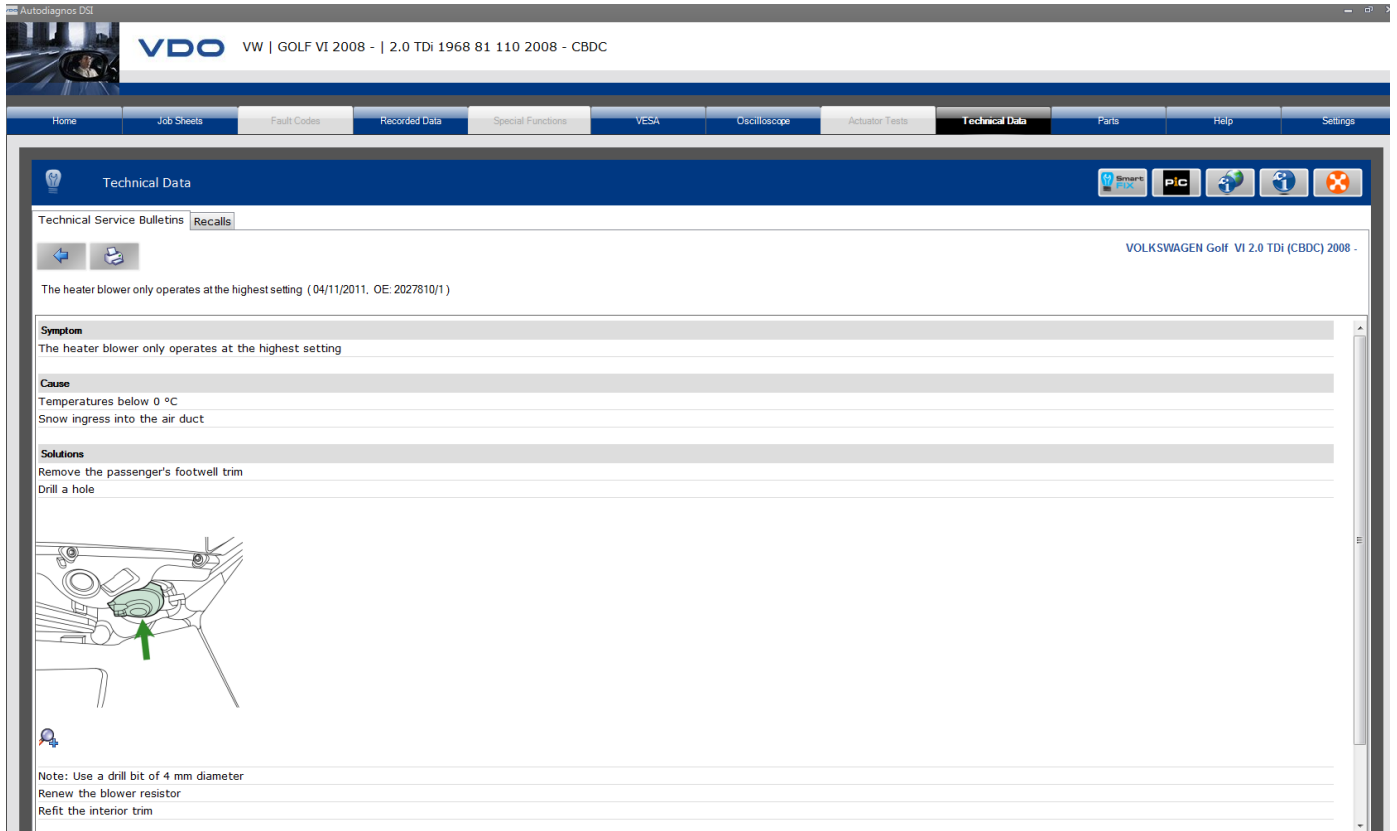 Autodiagnos DSI
VDO VW | GOLF VI 2008 - | 2.0 TDi 1968 81 110 2008 - CBDC
Home Job Sheets Fault Codes Recorded Data Special Functions VESA Oscilloscope Actuator Tests Technical Data Parts Help Settings
Technical Data
Smart FIX PIC
Technical Service Bulletins Recalls
VOLKSWAGEN Golf VI 2.0 TDi (CBDC) 2008 -
The heater blower only operates at the highest setting ( 04/11/2011, OE: 2027810/1 )
Symptom
The heater blower only operates at the highest setting
Cause
Temperatures below 0 °C
Snow ingress into the air duct
Solutions
Remove the passenger's footwell trim
Drill a hole
Note: Use a drill bit of 4 mm diameter
Renew the blower resistor
Refit the interior trim